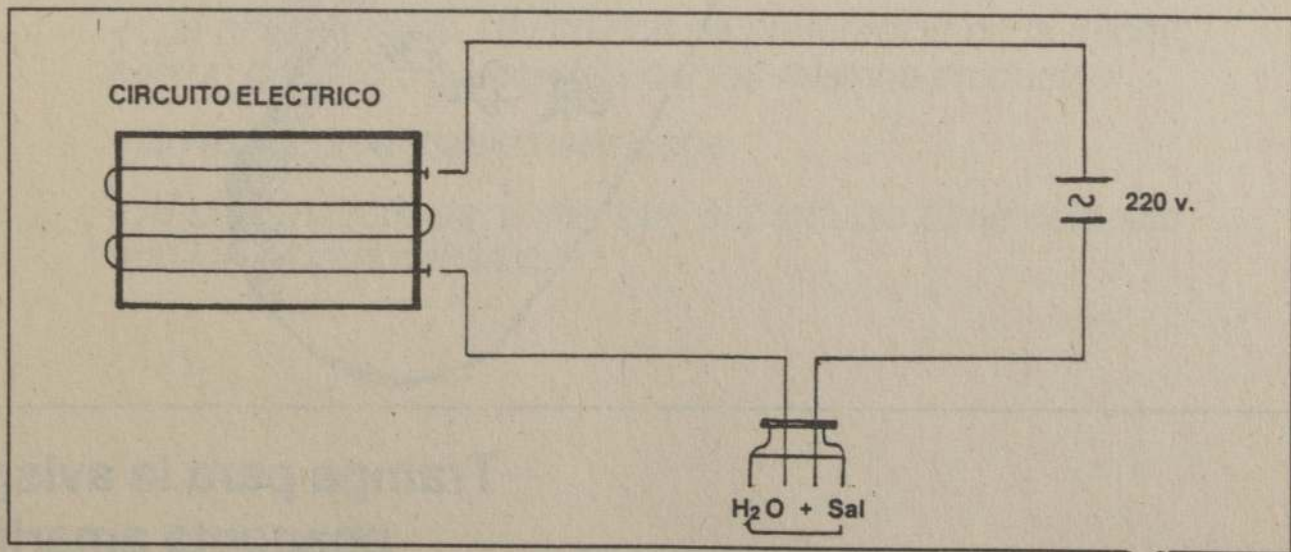 CIRCUITO ELECTRICO
220 v.
H2O + Sal
Trampa para la avis